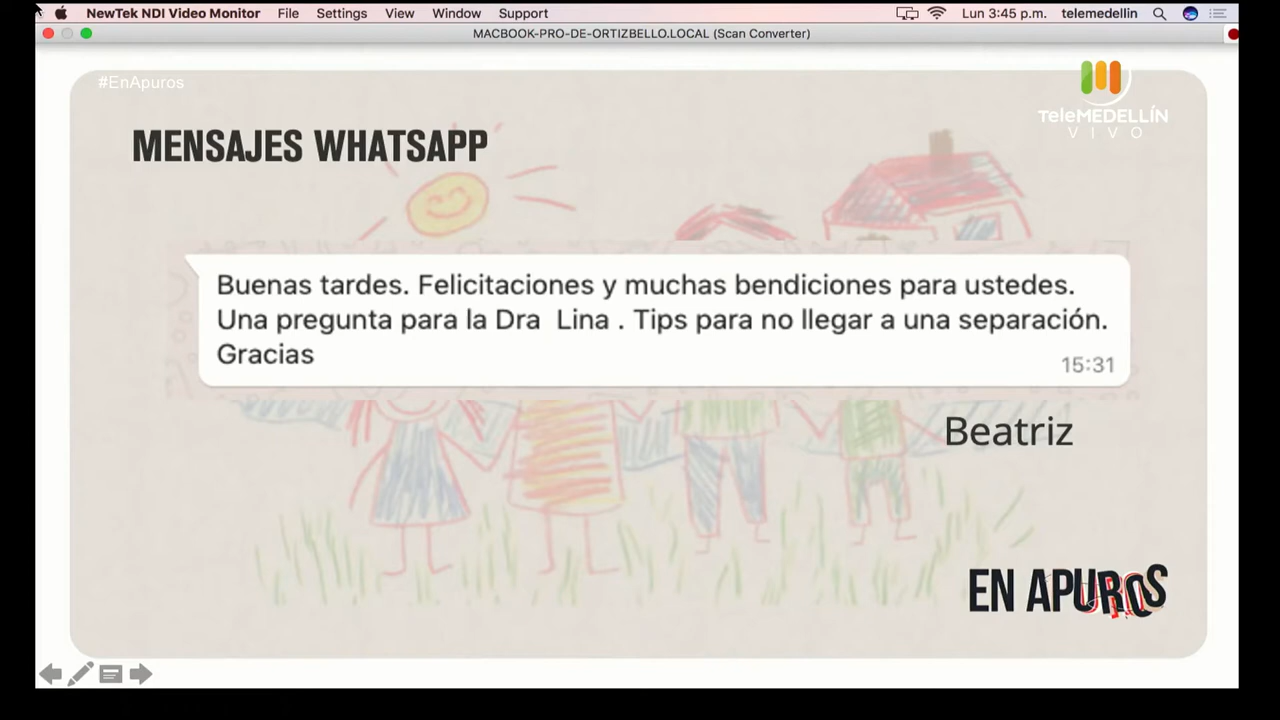 NewTek NDI Video Monitor File Settings View Window Support Lun 3:45 p.m. telemedellin
MACBOOK-PRO-DE-ORTIZBELLO.LOCAL (Scan Converter)
#EnApuros
TeleMEDELLÍN
VIVO
MENSAJES WHATSAPP
Buenas tardes. Felicitaciones y muchas bendiciones para ustedes.
Una pregunta para la Dra Lina . Tips para no llegar a una separación.
Gracias
15:31
Beatriz
EN APUROS